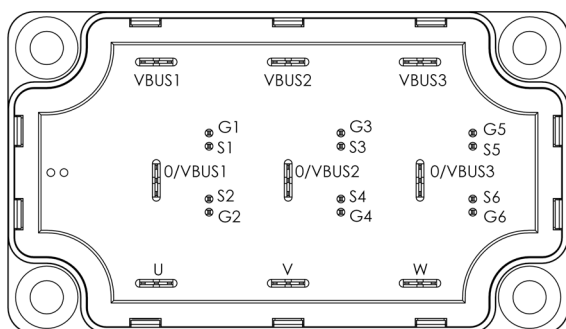 VBUS1 VBUS2 VBUS3
G1 G3 G5
S1 S3 S5
0/VBUS1 0/VBUS2 0/VBUS3
S2 S4 S6
G2 G4 G6
U V W